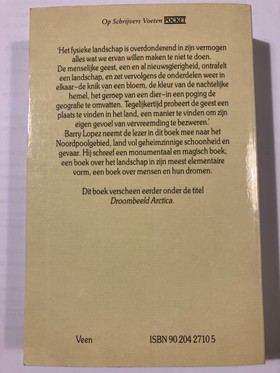 Op Schrijvers Voeten POCKET
'Het fysieke landschap is overdonderend in zijn vermogen
alles wat we ervan willen maken te niet te doen.
De menselijke geest, een en al nieuwsgierigheid, ontrafelt
een landschap, en zet vervolgens de onderdelen weer in
elkaar–de knik van een bloem, de kleur van de nachtelijke
hemel, het geroep van een dier–in een poging de
geografie te omvatten. Tegelijkertijd probeert de geest een
plaats te vinden in het land, een manier te vinden om zijn
eigen gevoel van vervreemding te bezweren.'
Barry Lopez neemt de lezer in dit boek mee naar het
Noordpoolgebied, land vol geheimzinnige schoonheid en
gevaar. Hij schreef een monumentaal en magisch boek;
een boek over het landschap in zijn meest elementaire
vorm, een boek over mensen en hun dromen.
Dit boek verscheen eerder onder de titel
Droombeeld Arctica.
Veen
ISBN 90 204 2710 5